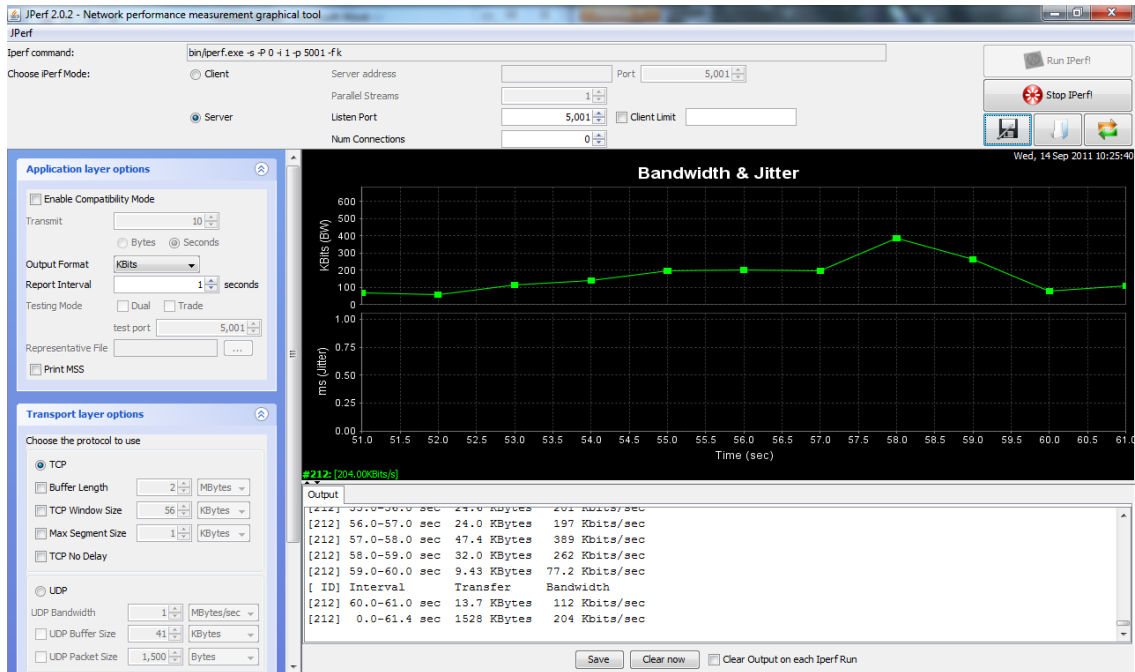 JPerf 2.0.2 - Network performance measurement graphical tool
JPerf
Iperf command: bin/iperf.exe -s -P 0 -i 1 -p 5001 -f k
Choose iPerf Mode: Client Server address Port 5,001
Parallel Streams 1
Server Listen Port 5,001 Client Limit
Num Connections 0
Run IPerf!
Stop IPerf!
Application layer options
Enable Compatibility Mode
Transmit 10
Bytes Seconds
Output Format KBits
Report Interval 1 seconds
Testing Mode Dual Trade
test port 5,001
Representative File ...
Print MSS
Transport layer options
Choose the protocol to use
TCP
Buffer Length 2 MBytes
TCP Window Size 56 KBytes
Max Segment Size 1 KBytes
TCP No Delay
UDP
UDP Bandwidth 1 MBytes/sec
UDP Buffer Size 41 KBytes
UDP Packet Size 1,500 Bytes
Wed, 14 Sep 2011 10:25:40
Bandwidth & Jitter
KBits (BW)
600
500
400
300
200
100
0
ms (Jitter)
1.00
0.75
0.50
0.25
0.00
51.0 51.5 52.0 52.5 53.0 53.5 54.0 54.5 55.0 55.5 56.0 56.5 57.0 57.5 58.0 58.5 59.0 59.5 60.0 60.5 61.0
Time (sec)
#212: [204.00KBits/s]
Output
[212] 55.0-56.0 sec 24.6 KBytes 201 Kbits/sec
[212] 56.0-57.0 sec 24.0 KBytes 197 Kbits/sec
[212] 57.0-58.0 sec 47.4 KBytes 389 Kbits/sec
[212] 58.0-59.0 sec 32.0 KBytes 262 Kbits/sec
[212] 59.0-60.0 sec 9.43 KBytes 77.2 Kbits/sec
[ ID] Interval Transfer Bandwidth
[212] 60.0-61.0 sec 13.7 KBytes 112 Kbits/sec
[212] 0.0-61.4 sec 1528 KBytes 204 Kbits/sec
Save Clear now Clear Output on each Iperf Run